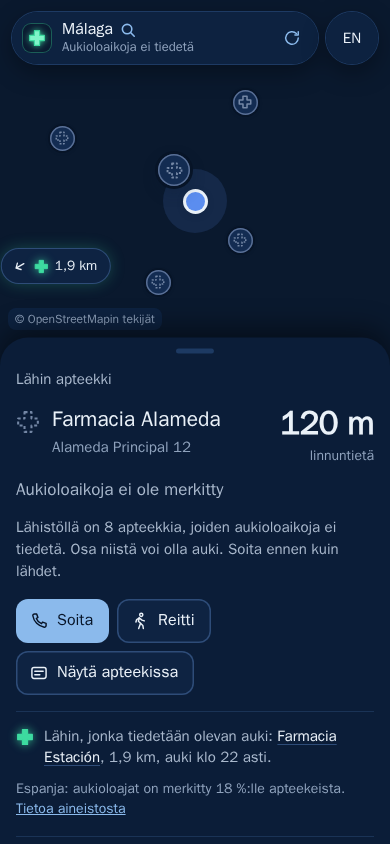 Málaga
Aukioloaikoja ei tiedetä
EN
1,9 km
© OpenStreetMapin tekijät
Lähin apteekki
Farmacia Alameda
120 m
Alameda Principal 12
linnuntietä
Aukioloaikoja ei ole merkitty
Lähistöllä on 8 apteekkia, joiden aukioloaikoja ei
tiedetä. Osa niistä voi olla auki. Soita ennen kuin
lähdet.
Soita
Reitti
Näytä apteekissa
Lähin, jonka tiedetään olevan auki: Farmacia
Estación, 1,9 km, auki klo 22 asti.
Espanja: aukioloajat on merkitty 18 %:lle apteekeista.
Tietoa aineistosta